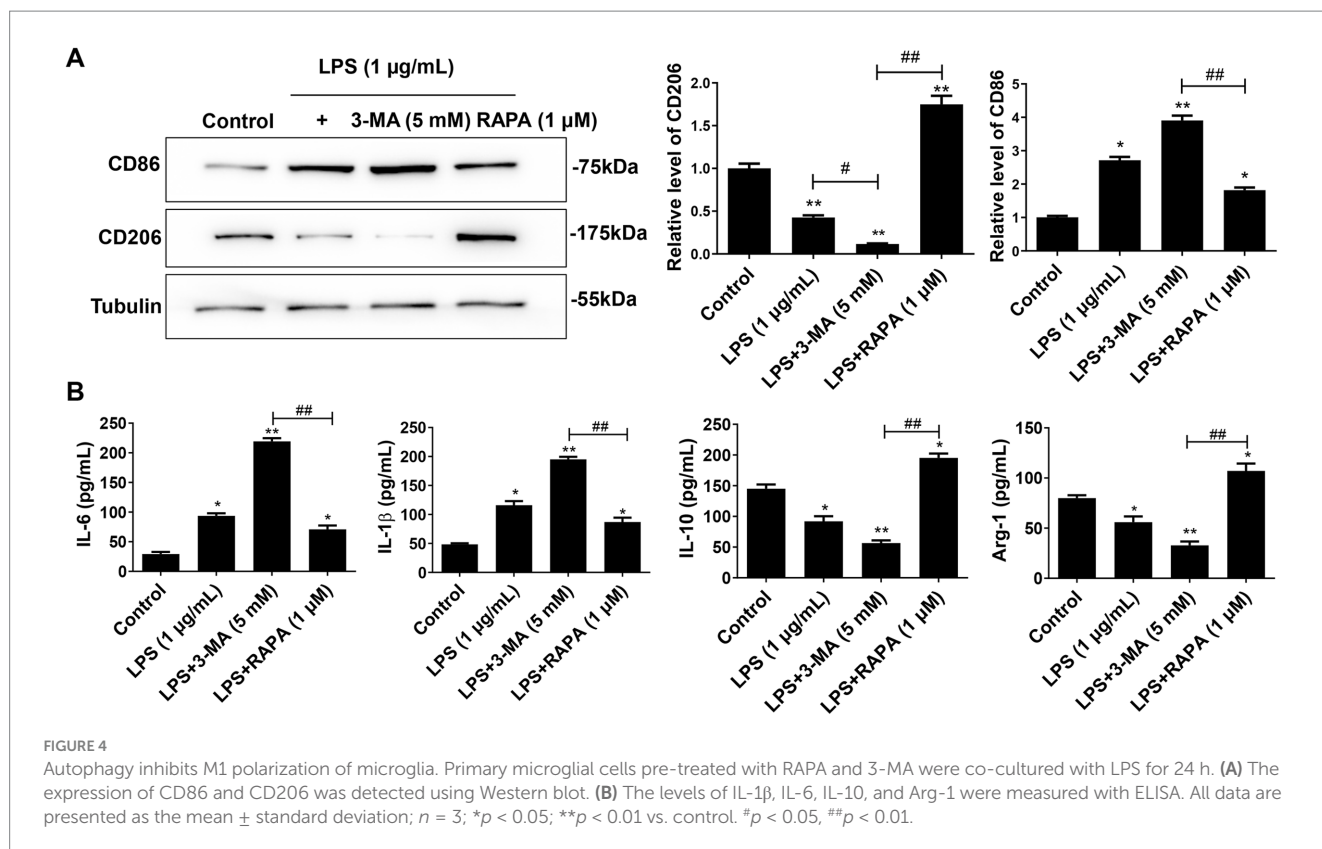 A
LPS (1 µg/mL)
Control + 3-MA (5 mM) RAPA (1 µM)
CD86 -75kDa
CD206 -175kDa
Tubulin -55kDa
Relative level of CD206
2.0
1.5
1.0
0.5
0.0
** ** **
# ##
Control
LPS (1 µg/mL)
LPS+3-MA (5 mM)
LPS+RAPA (1 µM)
Relative level of CD86
6
4
2
1
0
* ** *
##
Control
LPS (1 µg/mL)
LPS+3-MA (5 mM)
LPS+RAPA (1 µM)
B
IL-6 (pg/mL)
250
200
150
100
50
0
* ** *
##
Control
LPS (1 µg/mL)
LPS+3-MA (5 mM)
LPS+RAPA (1 µM)
IL-1β (pg/mL)
250
200
150
100
50
0
* ** *
##
Control
LPS (1 µg/mL)
LPS+3-MA (5 mM)
LPS+RAPA (1 µM)
IL-10 (pg/mL)
250
200
150
100
50
0
* ** *
##
Control
LPS (1 µg/mL)
LPS+3-MA (5 mM)
LPS+RAPA (1 µM)
Arg-1 (pg/mL)
150
100
50
0
* ** *
##
Control
LPS (1 µg/mL)
LPS+3-MA (5 mM)
LPS+RAPA (1 µM)
FIGURE 4
Autophagy inhibits M1 polarization of microglia. Primary microglial cells pre-treated with RAPA and 3-MA were co-cultured with LPS for 24 h. (A) The
expression of CD86 and CD206 was detected using Western blot. (B) The levels of IL-1β, IL-6, IL-10, and Arg-1 were measured with ELISA. All data are
presented as the mean ± standard deviation; n = 3; *p < 0.05; **p < 0.01 vs. control. #p < 0.05, ##p < 0.01.